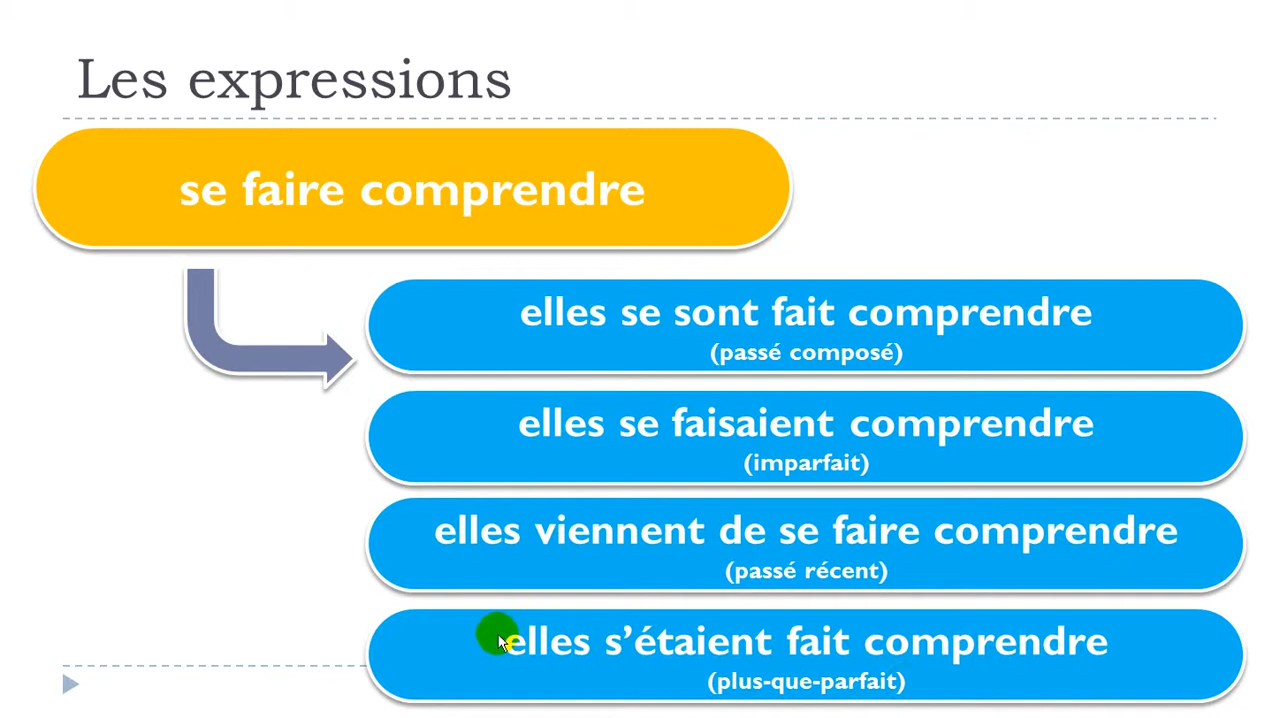 Les expressions
se faire comprendre
elles se sont fait comprendre
(passé composé)
elles se faisaient comprendre
(imparfait)
elles viennent de se faire comprendre
(passé récent)
elles s’étaient fait comprendre
(plus-que-parfait)